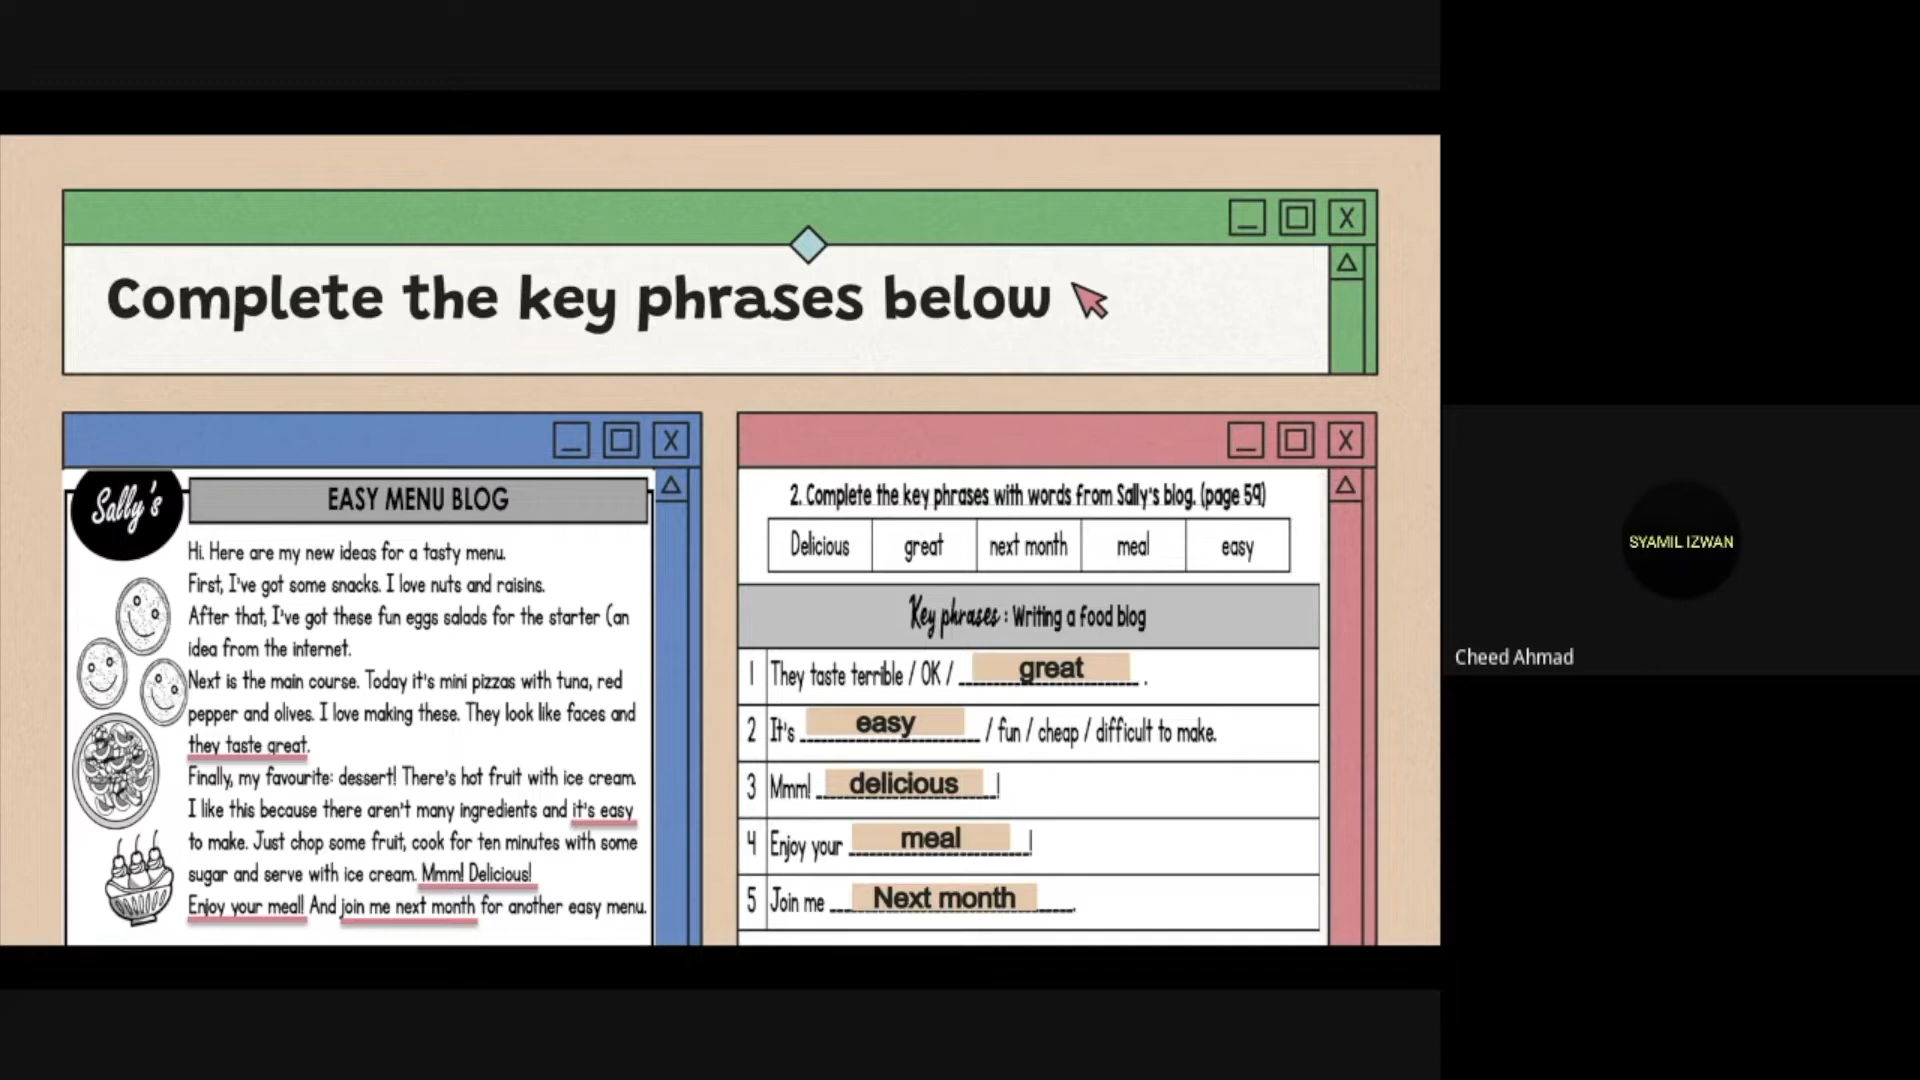 Complete the key phrases below
Sally's
EASY MENU BLOG
Hi. Here are my new ideas for a tasty menu.
First, I've got some snacks. I love nuts and raisins.
After that, I've got these fun eggs salads for the starter (an
idea from the internet.
Next is the main course. Today it's mini pizzas with tuna, red
pepper and olives. I love making these. They look like faces and
they taste great.
Finally, my favourite: dessert! There's hot fruit with ice cream.
I like this because there aren't many ingredients and it's easy
to make. Just chop some fruit, cook for ten minutes with some
sugar and serve with ice cream. Mmm! Delicious!
Enjoy your meal! And join me next month for another easy menu.
2. Complete the key phrases with words from Sally's blog. (page 59)
Delicious great next month meal easy
Key phrases : Writing a food blog
1 They taste terrible / OK / great .
2 It's easy / fun / cheap / difficult to make.
3 Mmm! delicious !
4 Enjoy your meal !
5 Join me Next month .
SYAMIL IZWAN
Cheed Ahmad